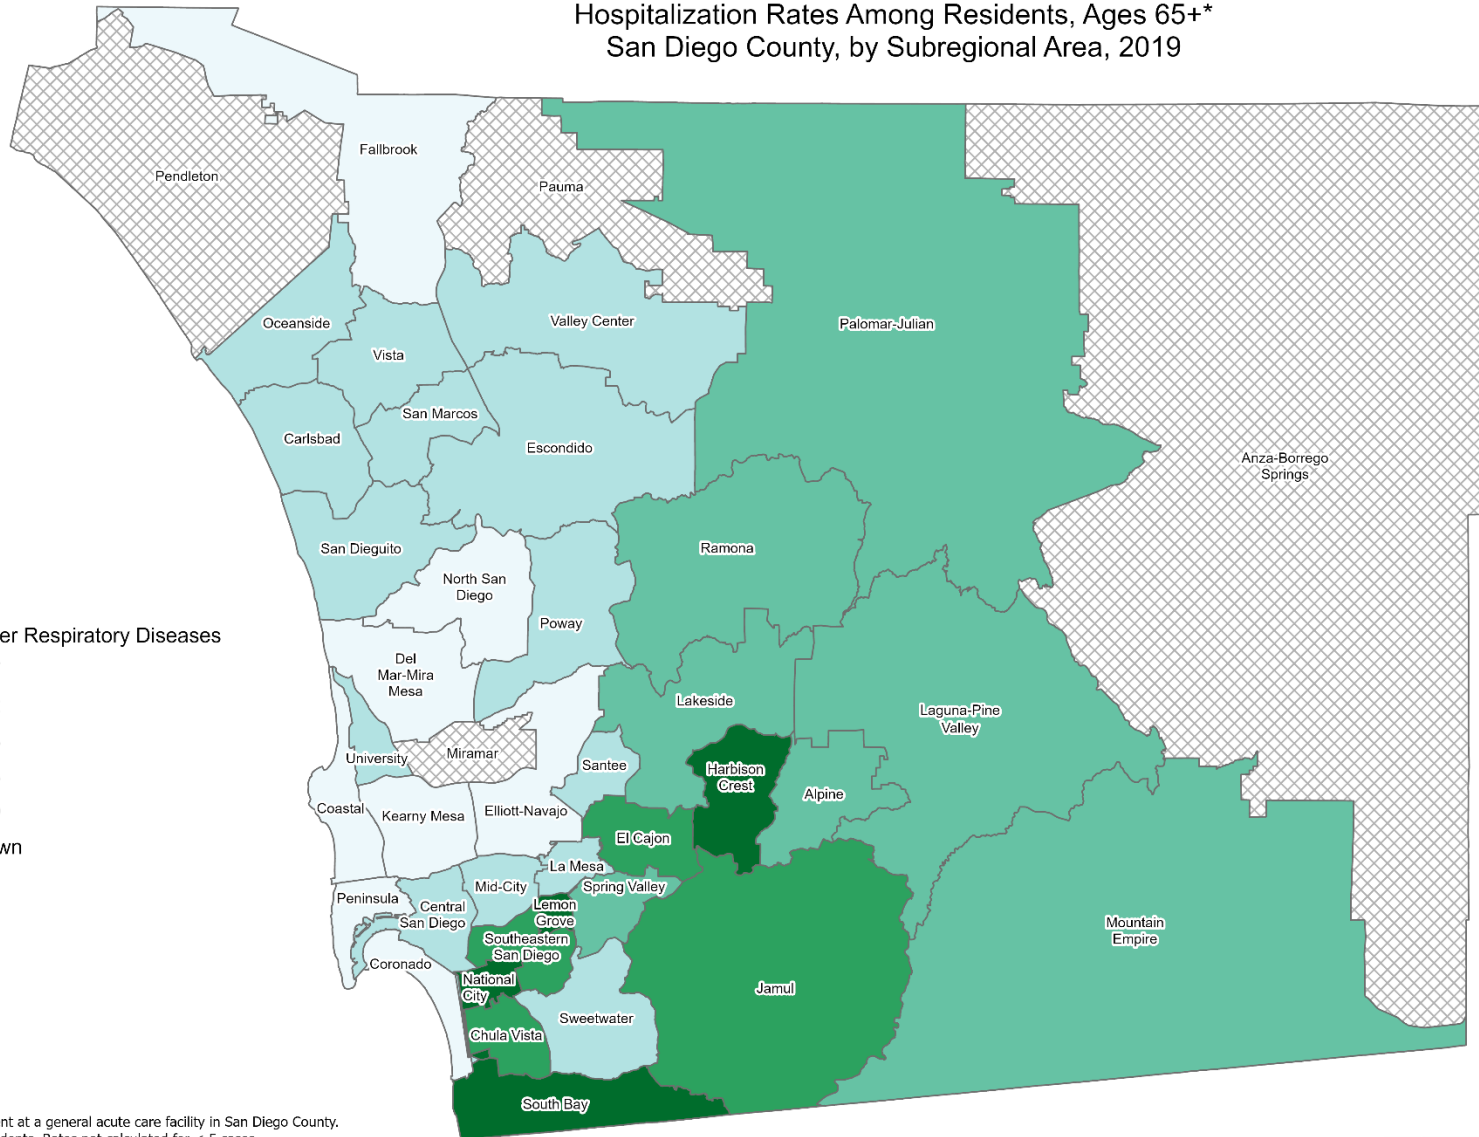 Hospitalization Rates Among Residents, Ages 65+*
San Diego County, by Subregional Area, 2019
Fallbrook
Pendleton
Pauma
Oceanside
Valley Center
Palomar-Julian
Vista
San Marcos
Carlsbad
Escondido
Anza-Borrego
Springs
San Dieguito
Ramona
North San
Diego
Poway
er Respiratory Diseases
Del
Mar-Mira
Mesa
Lakeside
Laguna-Pine
Valley
University
Miramar
Santee
Harbison
Crest
Alpine
Coastal
Kearny Mesa
Elliott-Navajo
El Cajon
wn
La Mesa
Mid-City
Spring Valley
Peninsula
Central
San Diego
Lemon
Grove
Southeastern
San Diego
Mountain
Empire
Coronado
National
City
Jamul
Sweetwater
Chula Vista
South Bay
nt at a general acute care facility in San Diego County.